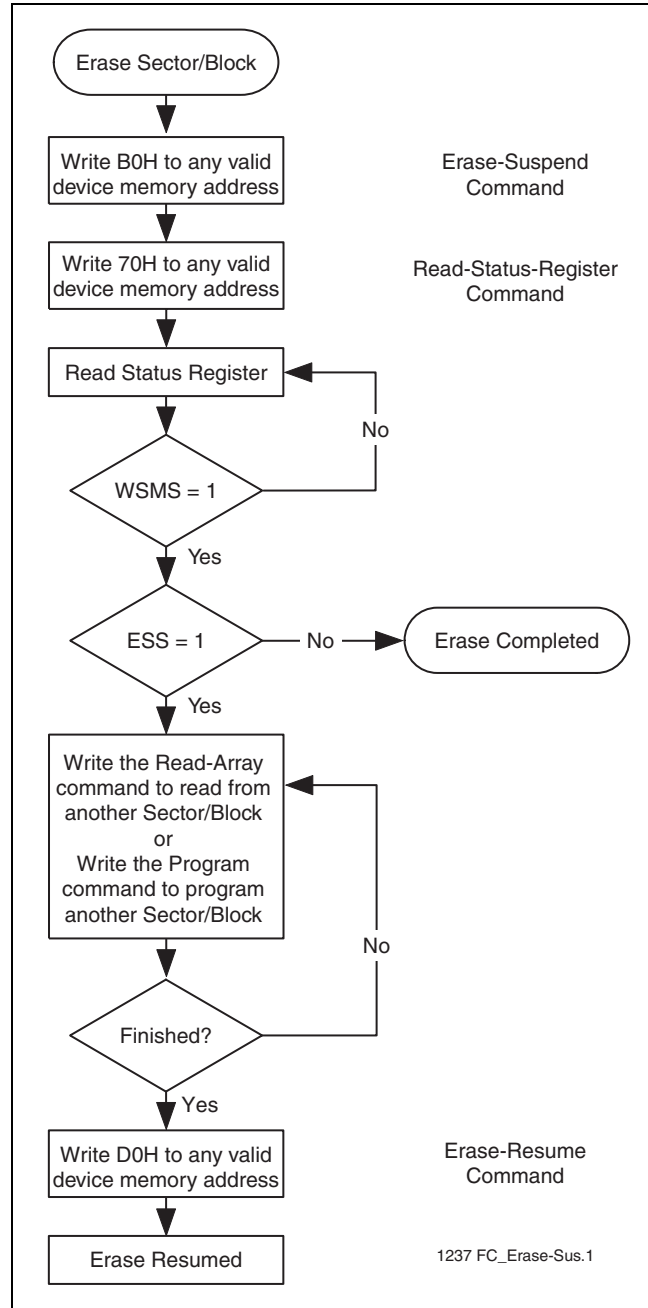 Erase Sector/Block
Write B0H to any valid
device memory address
Erase-Suspend
Command
Write 70H to any valid
device memory address
Read-Status-Register
Command
Read Status Register
No
WSMS = 1
Yes
ESS = 1
No
Erase Completed
Yes
Write the Read-Array
command to read from
another Sector/Block
or
Write the Program
command to program
another Sector/Block
No
Finished?
Yes
Write D0H to any valid
device memory address
Erase-Resume
Command
Erase Resumed
1237 FC_Erase-Sus.1